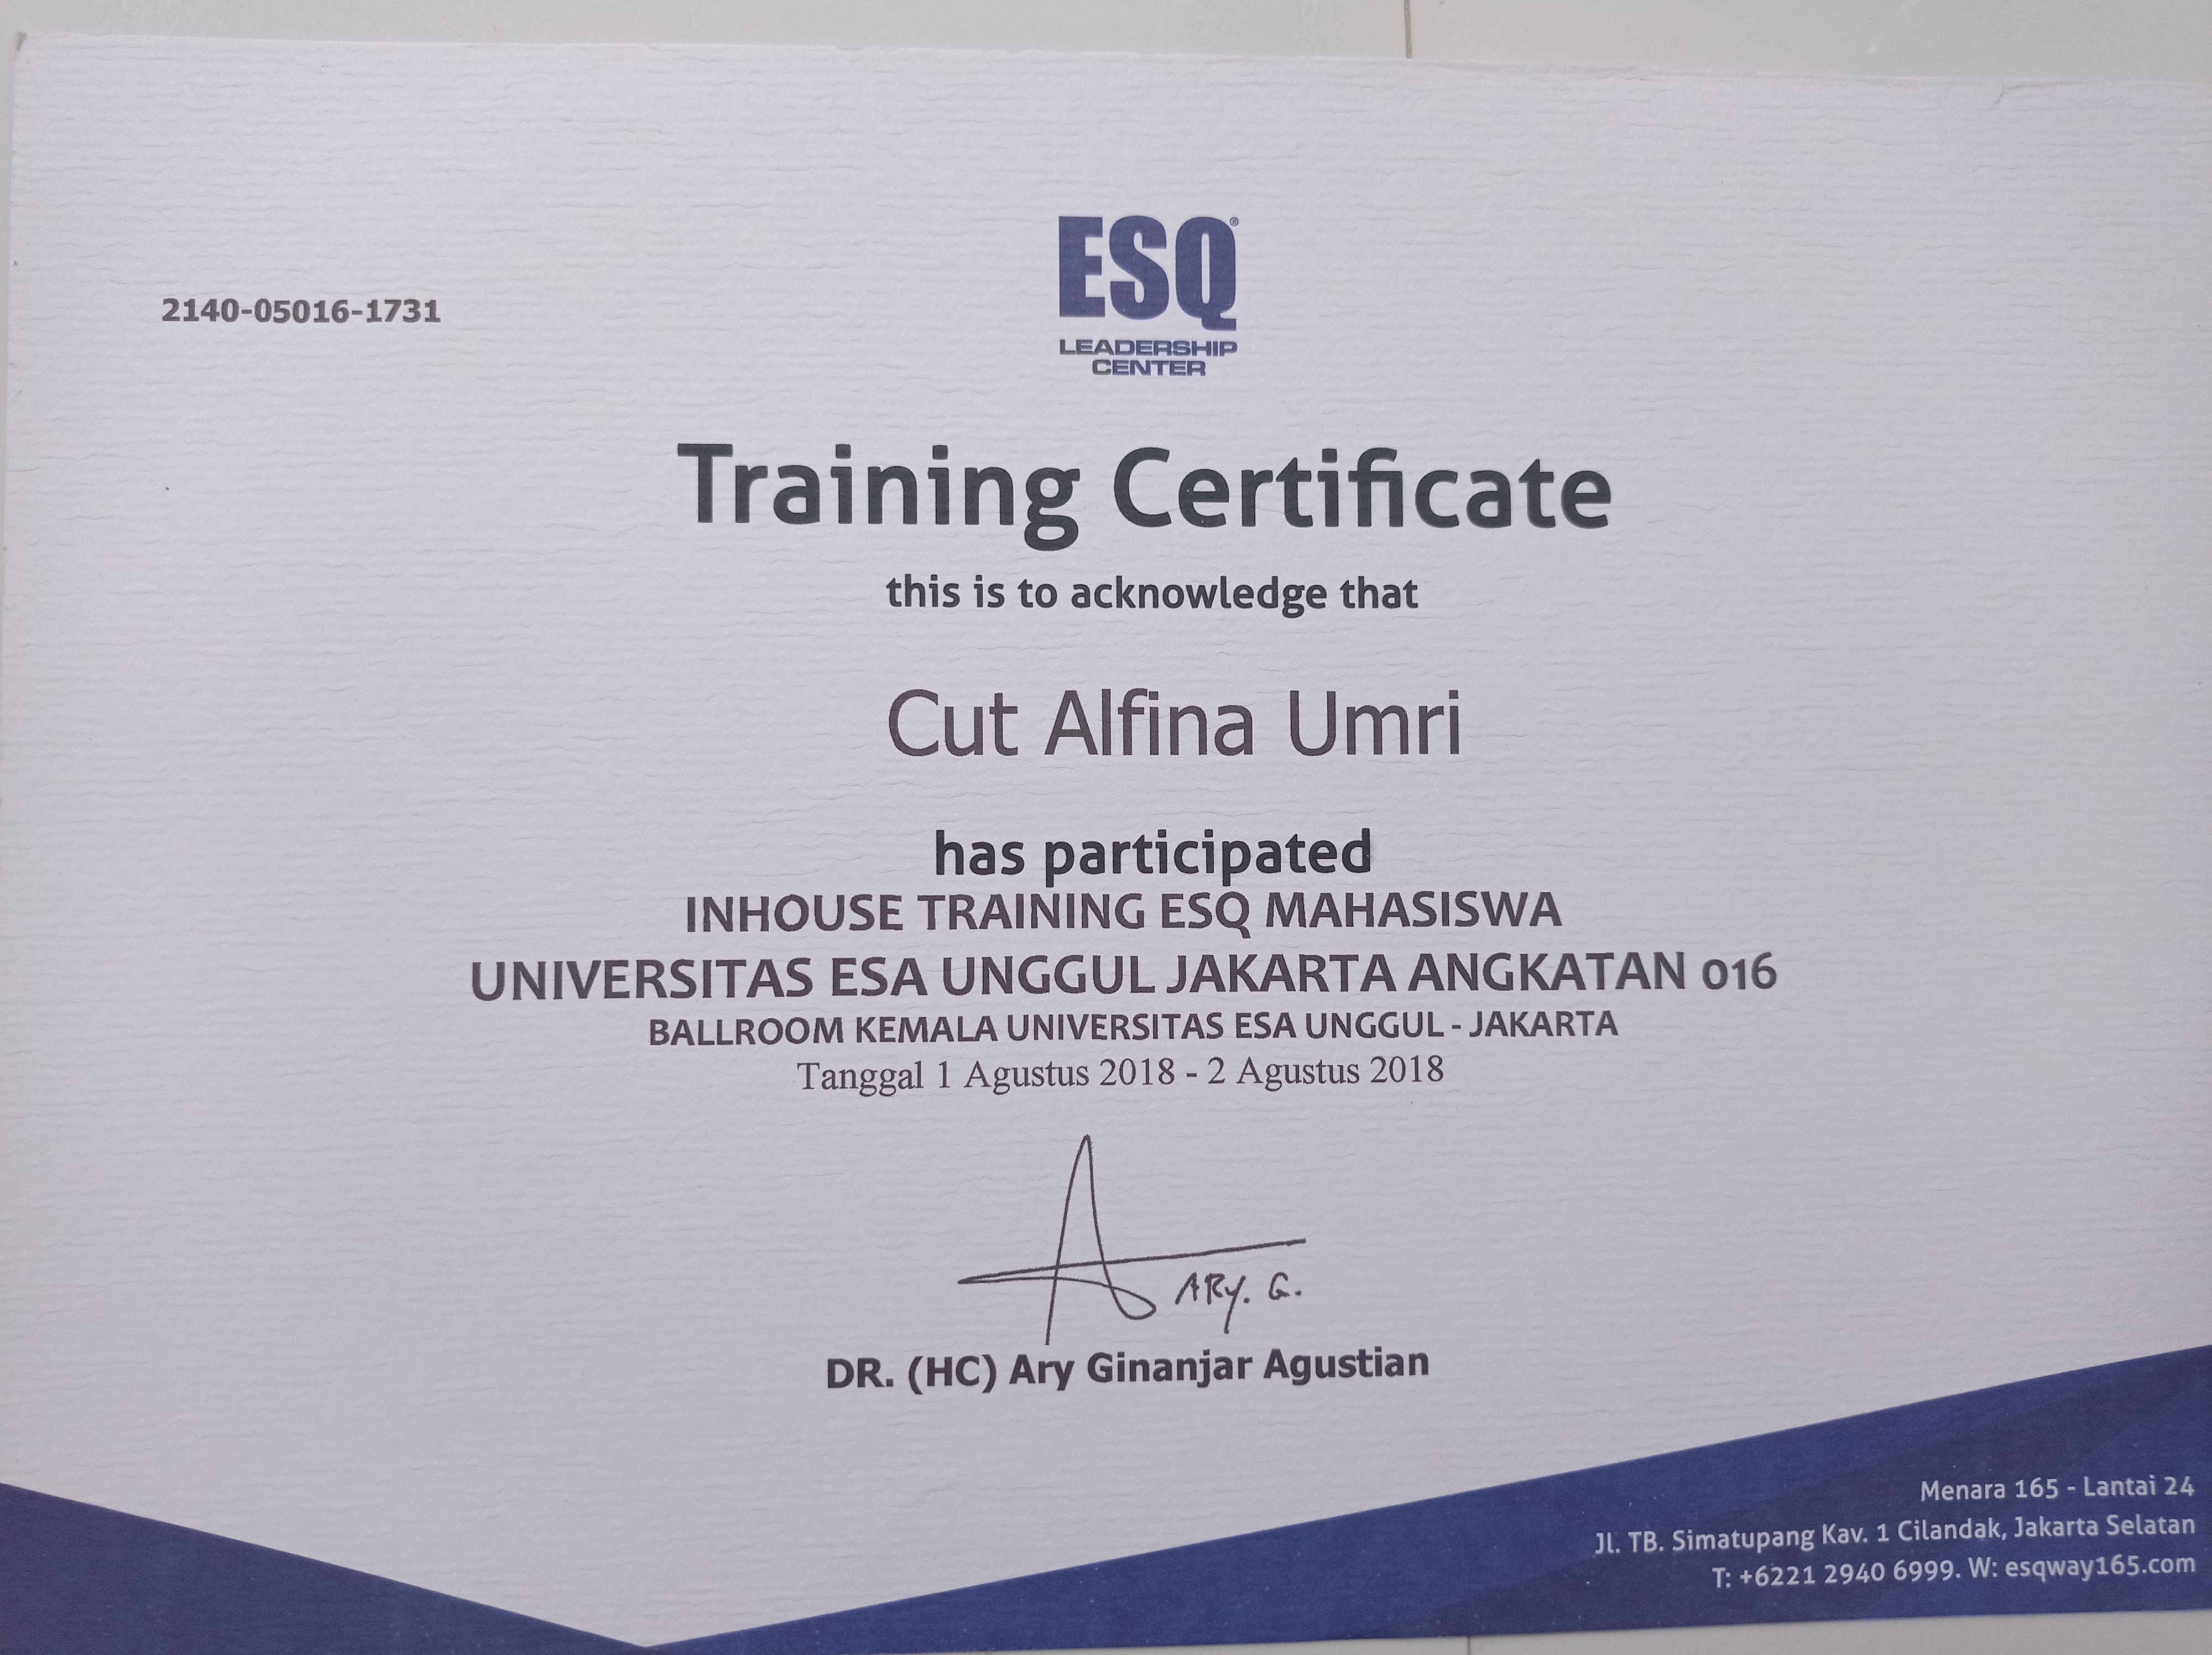 2140-05016-1731
ESQ®
LEADERSHIP
CENTER
Training Certificate
this is to acknowledge that
Cut Alfina Umri
has participated
INHOUSE TRAINING ESQ MAHASISWA
UNIVERSITAS ESA UNGGUL JAKARTA ANGKATAN 016
BALLROOM KEMALA UNIVERSITAS ESA UNGGUL - JAKARTA
Tanggal 1 Agustus 2018 - 2 Agustus 2018
ARY. G.
DR. (HC) Ary Ginanjar Agustian
Menara 165 - Lantai 24
Jl. TB. Simatupang Kav. 1 Cilandak, Jakarta Selatan
T: +6221 2940 6999. W: esqway165.com